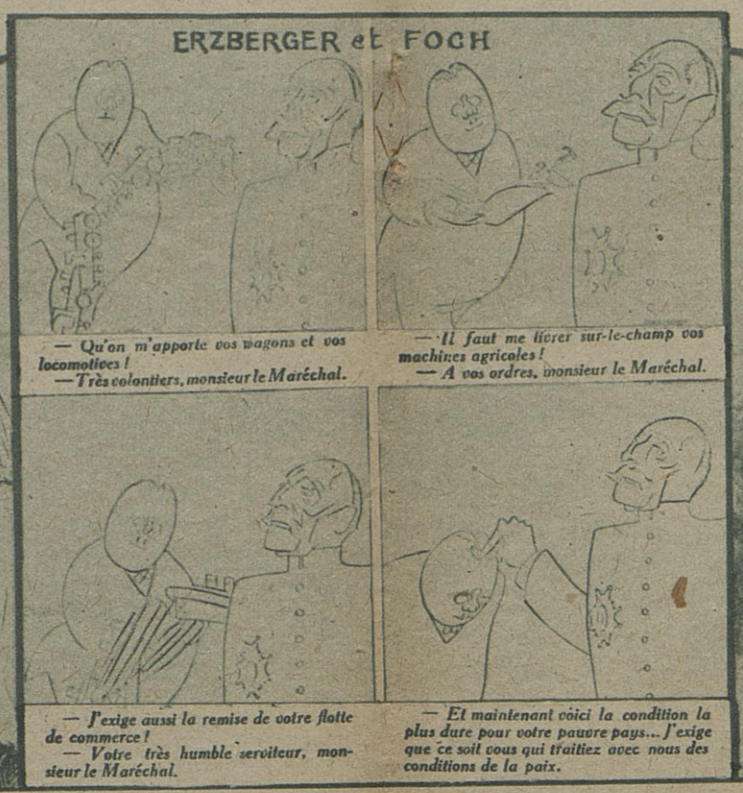 ERZBERGER et FOCH
— Qu'on m'apporte vos wagons et vos
locomotives !
— Très volontiers, monsieur le Maréchal.
— Il faut me livrer sur-le-champ vos
machines agricoles !
— A vos ordres, monsieur le Maréchal.
— J'exige aussi la remise de votre flotte
de commerce !
— Votre très humble serviteur, mon-
sieur le Maréchal.
— Et maintenant voici la condition la
plus dure pour votre pauvre pays... J'exige
que ce soit vous qui traitiez avec nous des
conditions de la paix.